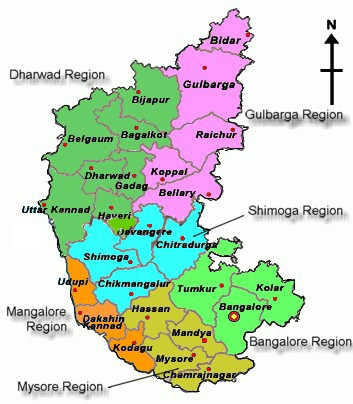 N
Bidar
Dharwad Region
Gulbarga
Bijapur
Gulbarga Region
Bagalkot
Raichur
Belgaum
Koppal
Dharwad
Gadag
Bellary
Uttar Kannad
Haveri
Shimoga Region
Devangere
Chitradurga
Shimoga
Udupi
Chikmangalur
Tumkur
Kolar
Bangalore
Mangalore
Region
Hassan
Dakshin
Kannad
Mandya
Bangalore Region
Kodagu
Mysore
Chamrajnagar
Mysore Region